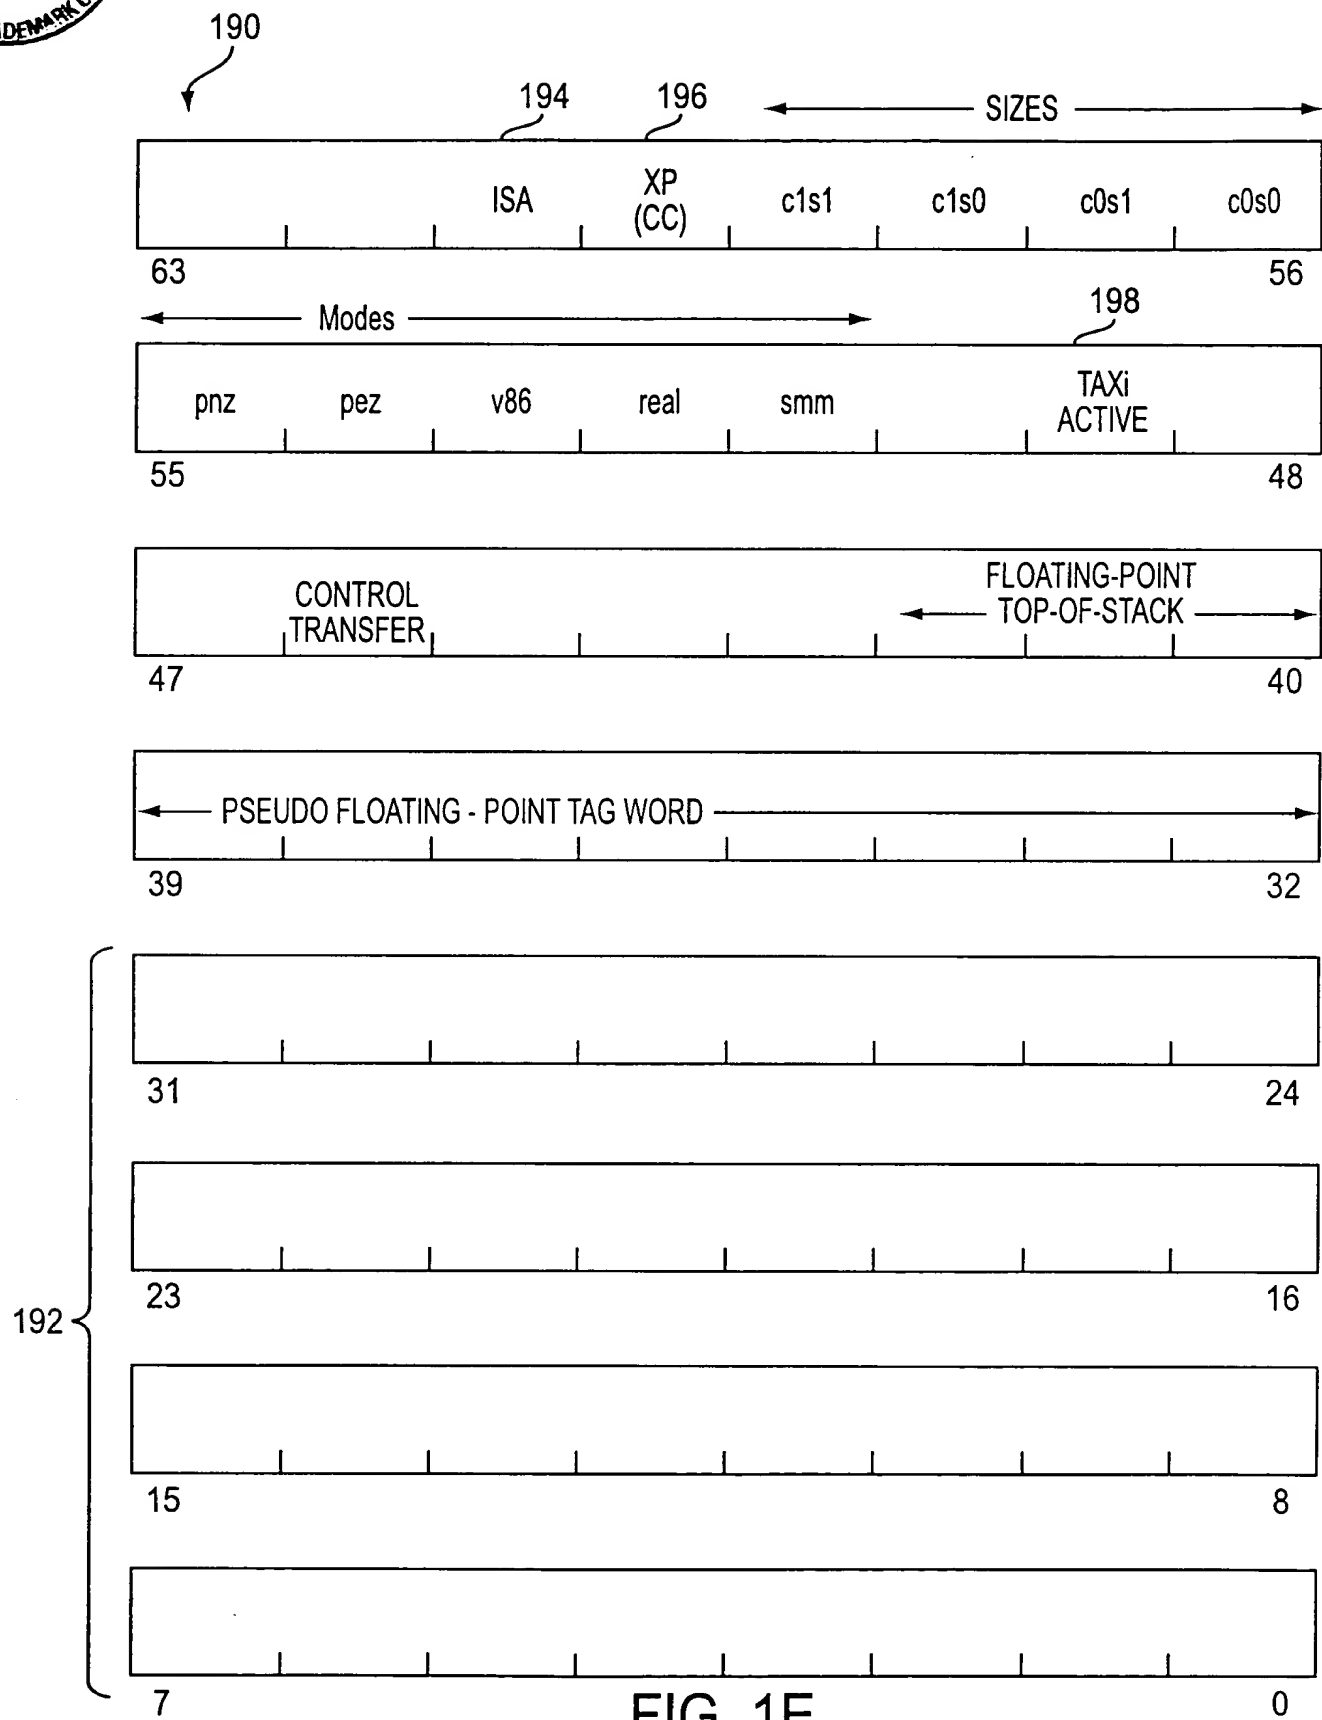 DEMARK
190
194
196
SIZES
ISA
XP
(CC)
c1s1
c1s0
c0s1
c0s0
63
56
Modes
198
pnz
pez
v86
real
smm
TAXi
ACTIVE
55
48
CONTROL
TRANSFER
FLOATING-POINT
TOP-OF-STACK
47
40
PSEUDO FLOATING - POINT TAG WORD
39
32
31
24
23
16
192
15
8
7
0